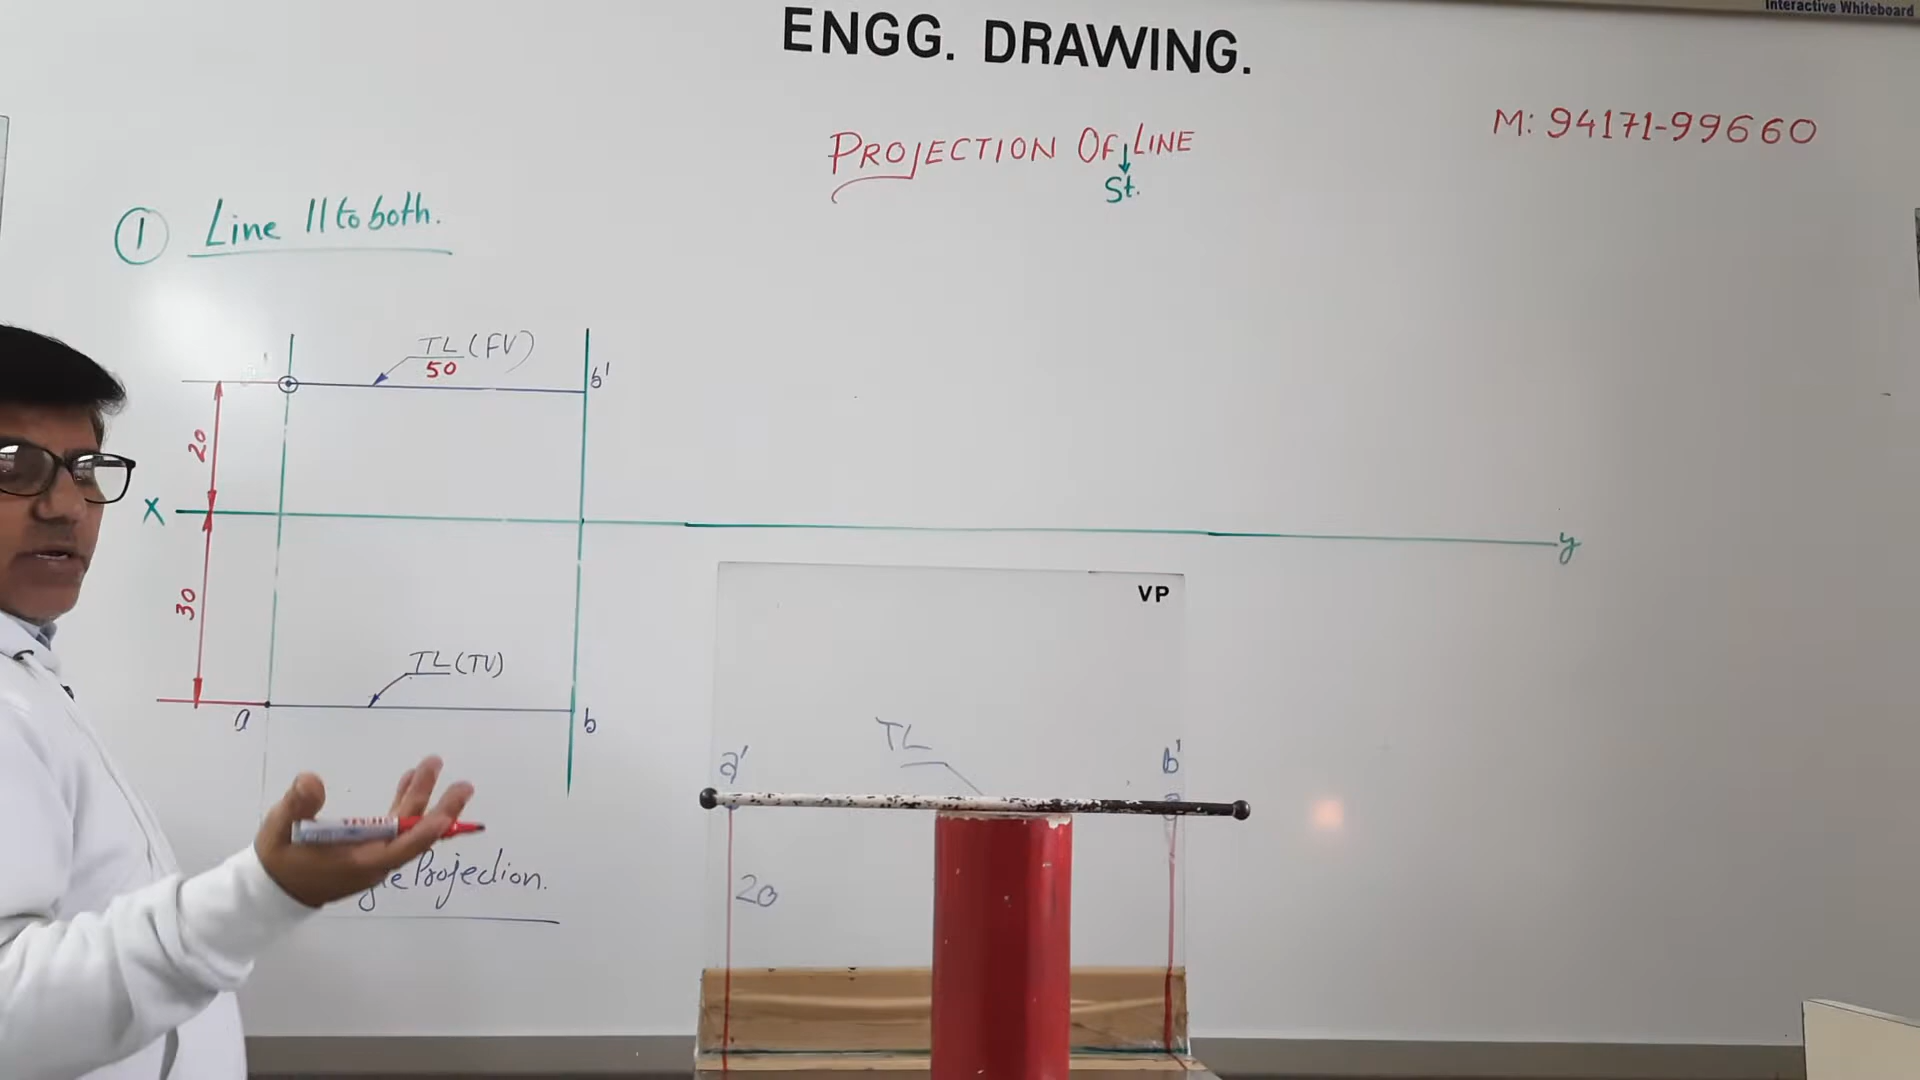 Interactive Whiteboard
ENGG. DRAWING.
M: 94171-99660
PROJECTION OF LINE
St.
1 Line 11 to both.
TL (FV)
50
b'
20
X
y
30
VP
TL (TV)
a
b
TL
a'
b'
Projection.
20